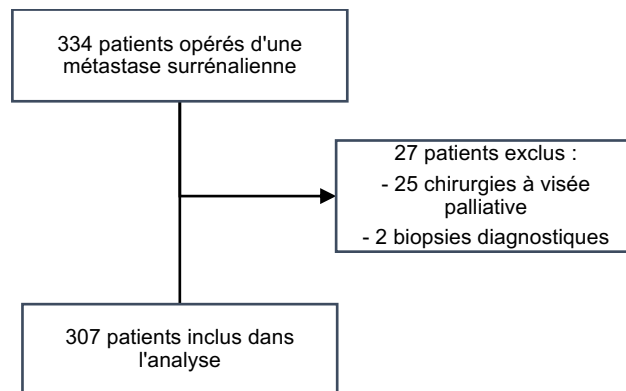 334 patients opérés d'une
métastase surrénalienne
27 patients exclus :
- 25 chirurgies à visée
palliative
- 2 biopsies diagnostiques
307 patients inclus dans
l'analyse